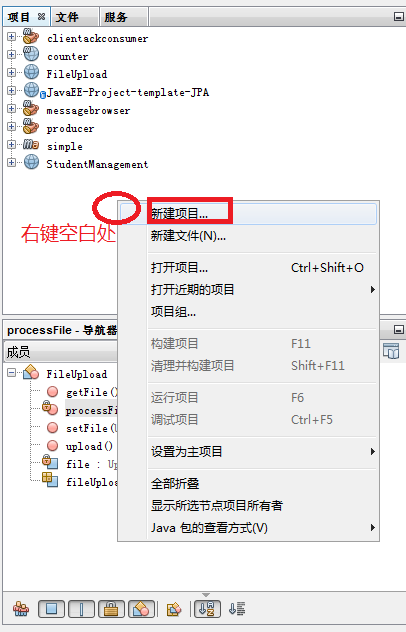 项目 文件 服务
clientackconsumer
counter
FileUpload
JavaEE-Project-template-JPA
messagebrowser
producer
simple
StudentManagement
右键空白处
新建项目...
新建文件(N)...
打开项目... Ctrl+Shift+O
打开近期的项目
项目组...
构建项目 F11
清理并构建项目 Shift+F11
运行项目 F6
调试项目 Ctrl+F5
设置为主项目
全部折叠
显示所选节点项目所有者
Java 包的查看方式(V)
processFile - 导航器
成员
FileUpload
getFile()
processFi
setFile(U
upload()
file : Up
fileUploa